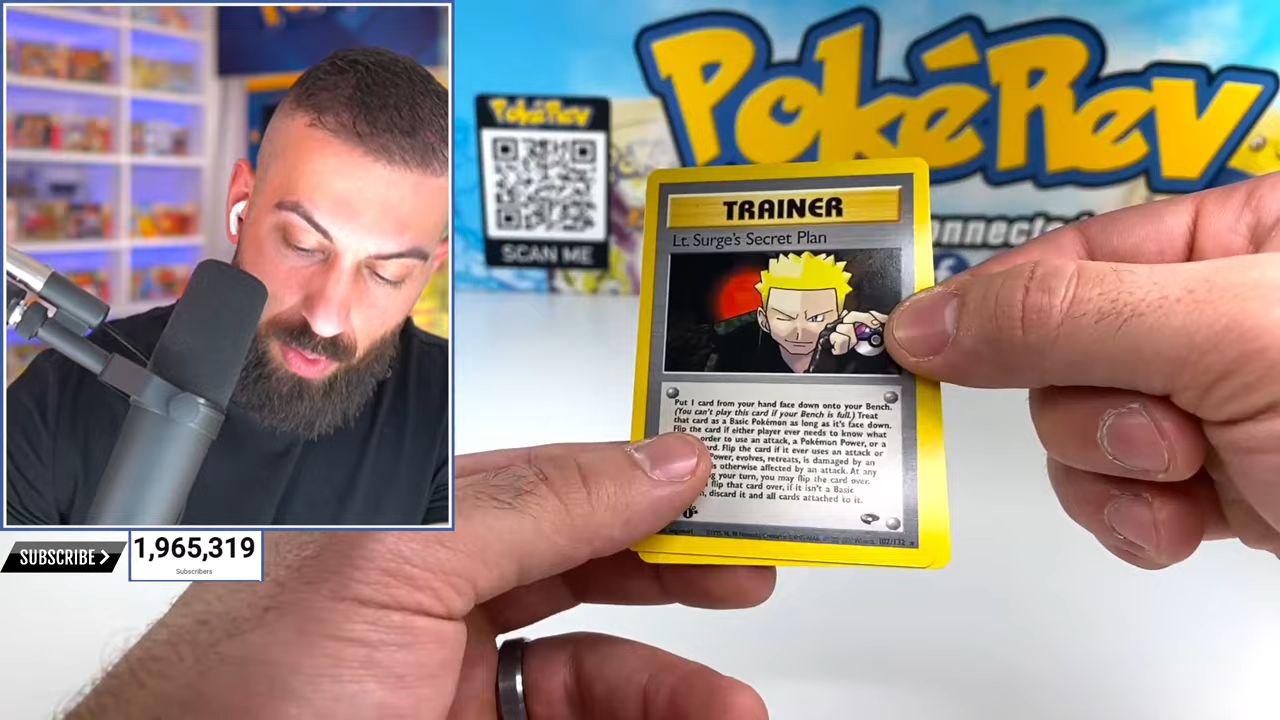 PokéRev
PokéRev
SCAN ME
onnected
TRAINER
Lt. Surge's Secret Plan
Put 1 card from your hand face down onto your Bench.
(You can't play this card if your Bench is full.) Treat
that card as a Basic Pokémon as long as it's face down.
Flip the card if either player ever needs to know what
order to use an attack, a Pokémon Power, or a
ard. Flip the card if it ever uses an attack or
Power, evolves, retreats, is damaged by an
is otherwise affected by an attack. At any
g your turn, you may flip the card over.
flip that card over, if it isn't a Basic
, discard it and all cards attached to it.
SUBSCRIBE >
1,965,319
Subscribers